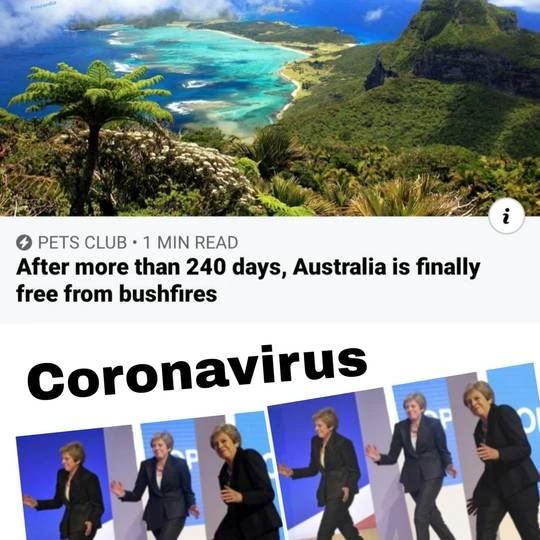 PETS CLUB • 1 MIN READ
After more than 240 days, Australia is finally
free from bushfires
Coronavirus